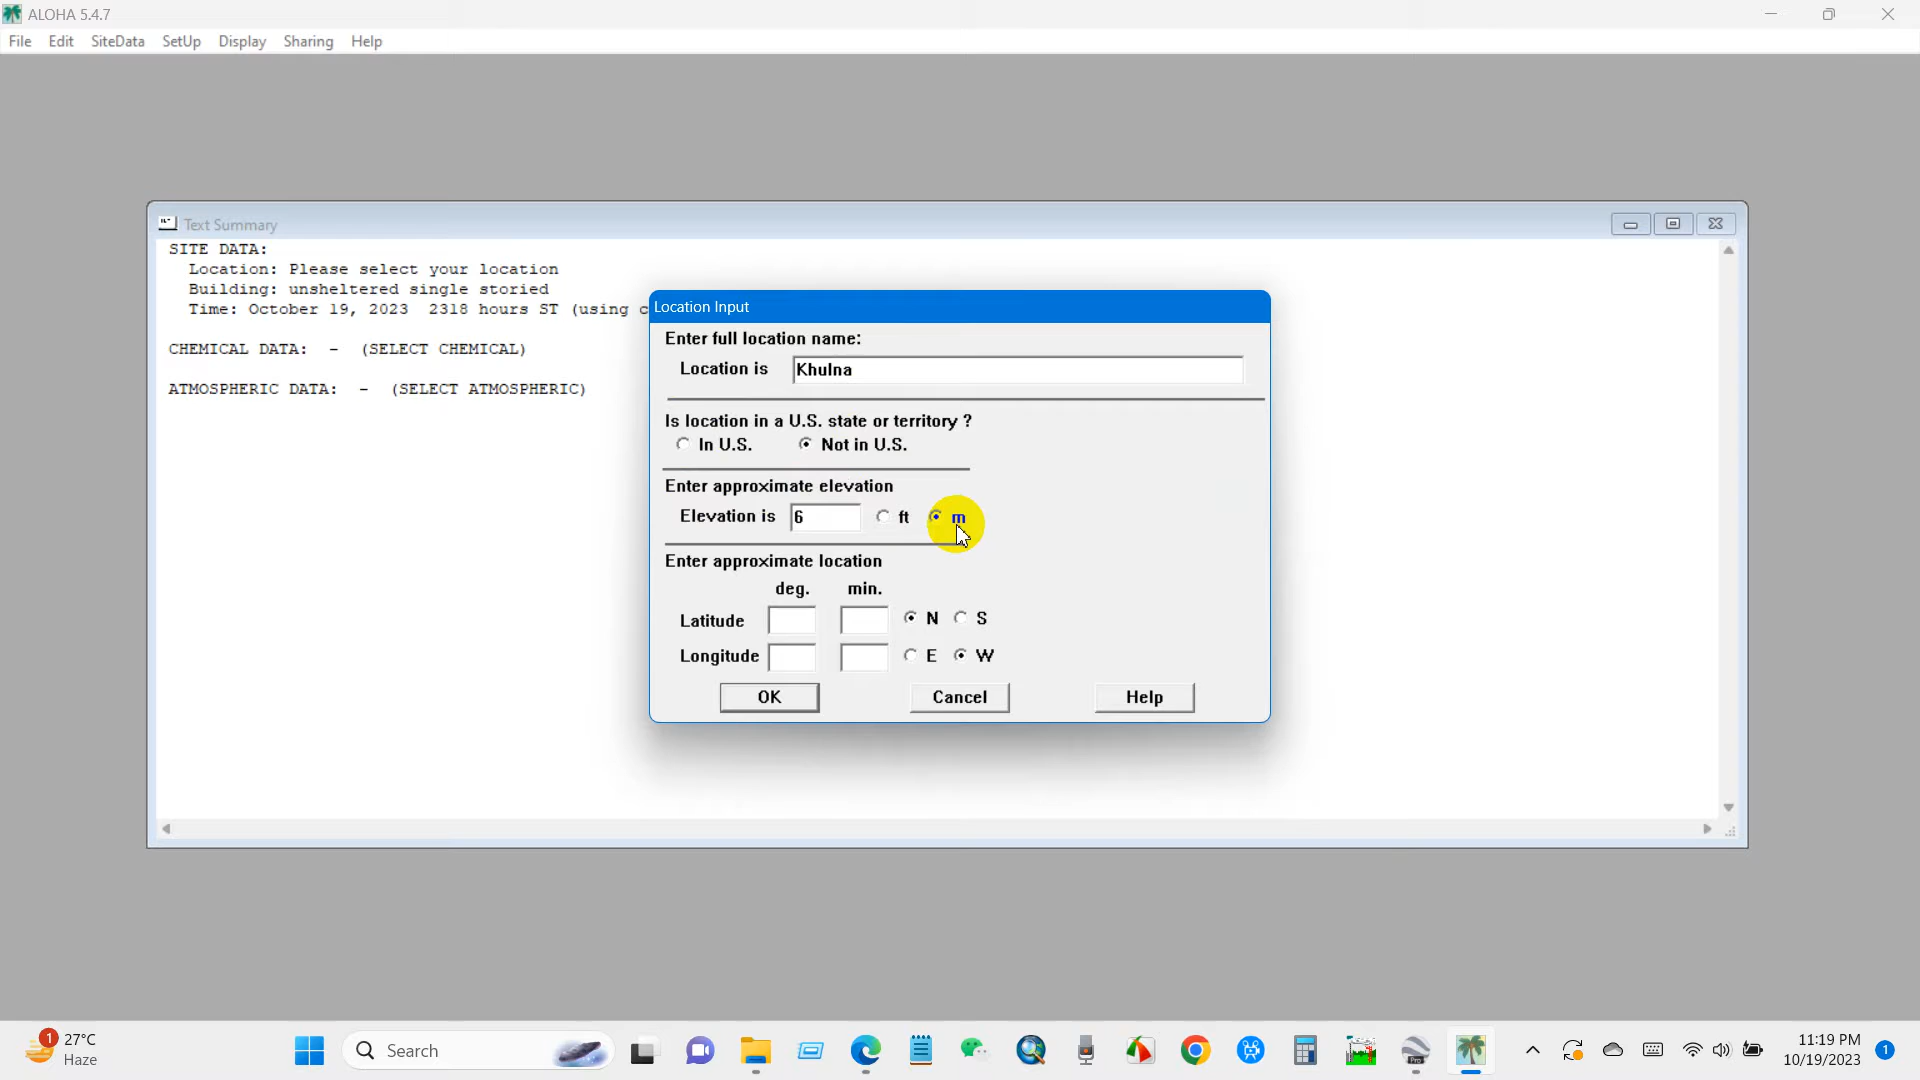 ALOHA 5.4.7
File Edit SiteData SetUp Display Sharing Help
Text Summary
SITE DATA:
Location: Please select your location
Building: unsheltered single storied
Time: October 19, 2023 2318 hours ST (using c
CHEMICAL DATA: - (SELECT CHEMICAL)
ATMOSPHERIC DATA: - (SELECT ATMOSPHERIC)
Location Input
Enter full location name:
Location is Khulna
Is location in a U.S. state or territory ?
In U.S. Not in U.S.
Enter approximate elevation
Elevation is 6 ft m
Enter approximate location
deg. min.
Latitude N S
Longitude E W
OK Cancel Help
1 27°C
Haze
Search
Pro
11:19 PM
10/19/2023
1